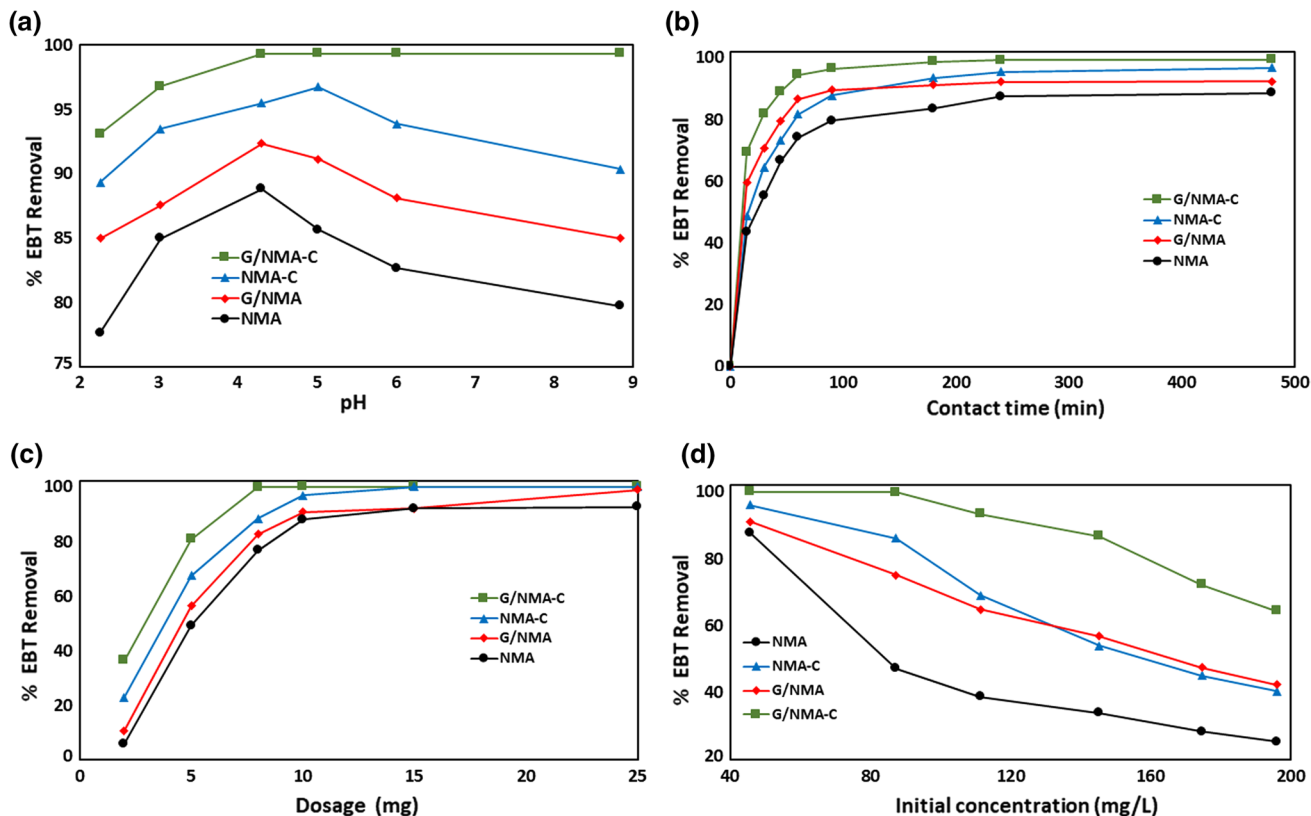 (a)
100
95
90
85
80
75
% EBT Removal
G/NMA-C
NMA-C
G/NMA
NMA
2 3 4 5 6 7 8 9
pH
(b)
100
80
60
40
20
0
% EBT Removal
G/NMA-C
NMA-C
G/NMA
NMA
0 100 200 300 400 500
Contact time (min)
(c)
100
80
60
40
20
0
% EBT Removal
G/NMA-C
NMA-C
G/NMA
NMA
0 5 10 15 20 25
Dosage (mg)
(d)
100
80
60
40
20
% EBT Removal
NMA
NMA-C
G/NMA
G/NMA-C
40 80 120 160 200
Initial concentration (mg/L)